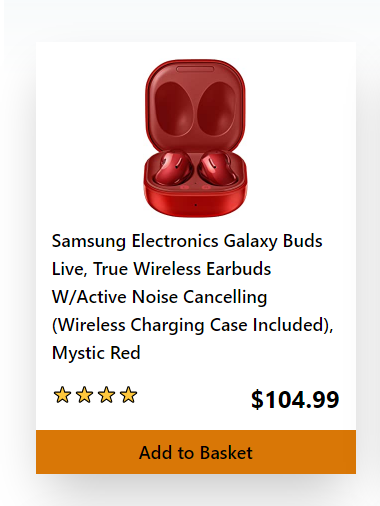 Samsung Electronics Galaxy Buds
Live, True Wireless Earbuds
W/Active Noise Cancelling
(Wireless Charging Case Included),
Mystic Red
$104.99
Add to Basket